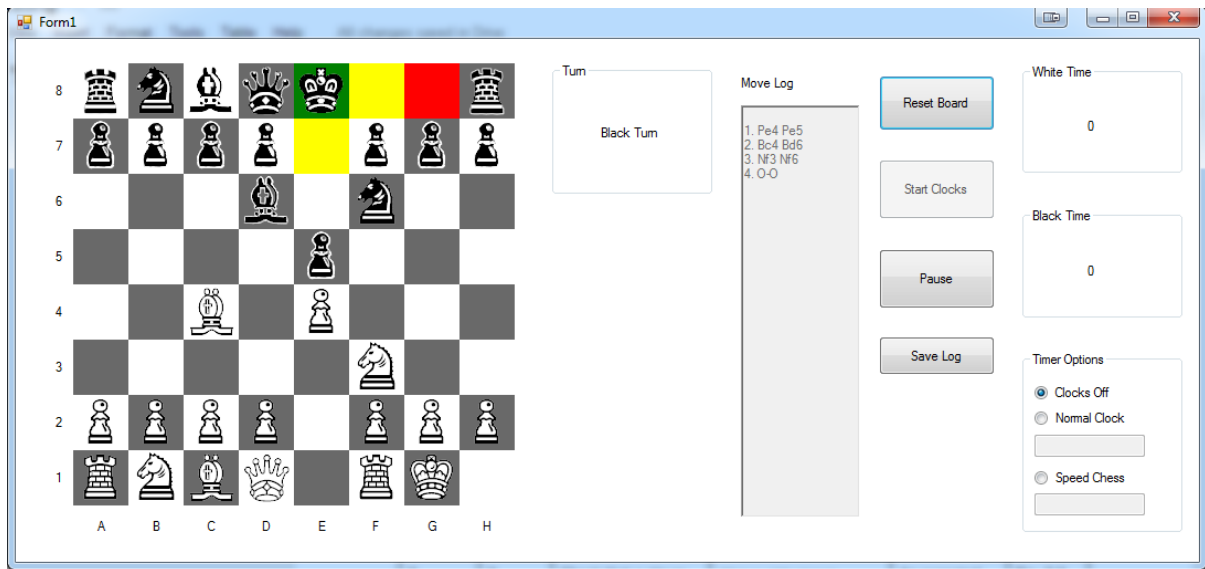 Form1
8
7
6
5
4
3
2
1
A B C D E F G H
Turn
Black Turn
Move Log
1. Pe4 Pe5
2. Bc4 Bd6
3. Nf3 Nf6
4. O-O
Reset Board
Start Clocks
Pause
Save Log
White Time
0
Black Time
0
Timer Options
Clocks Off
Normal Clock
Speed Chess